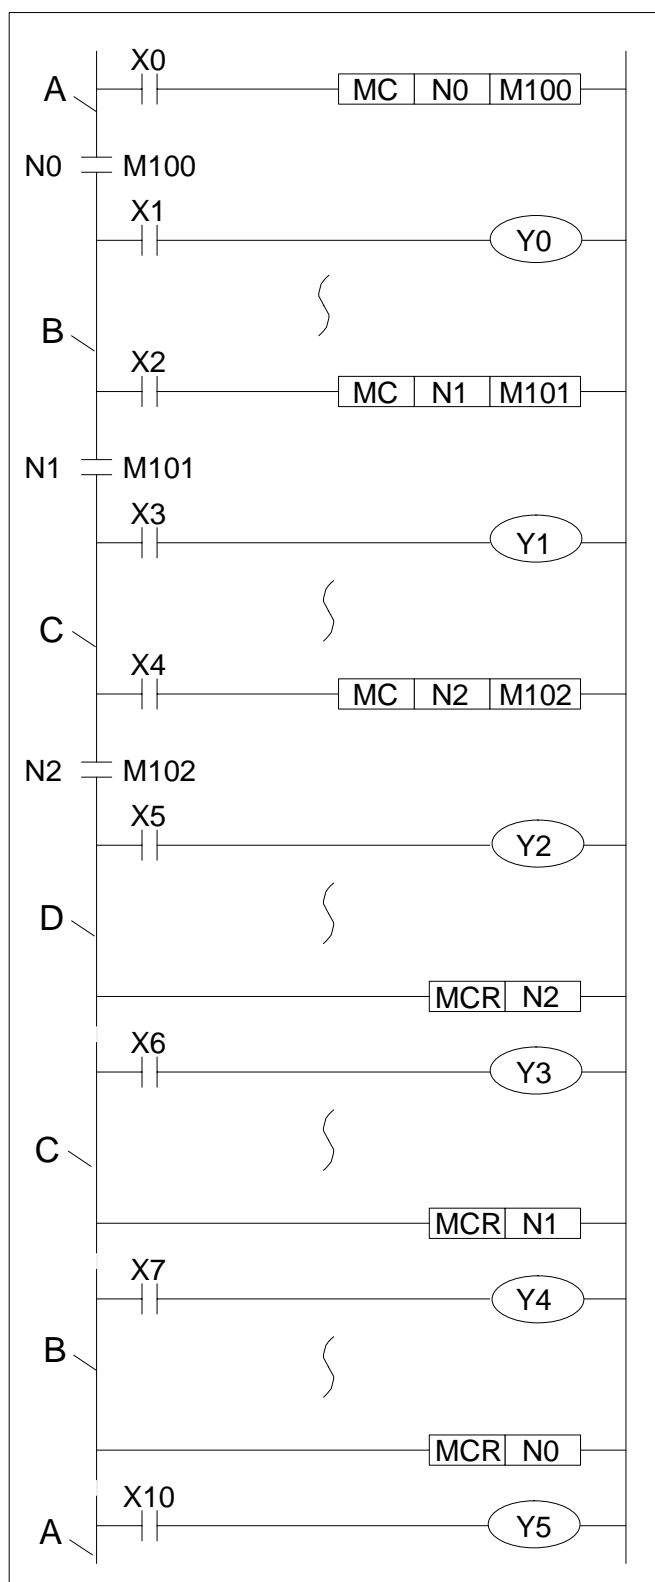 X0
A MC N0 M100
N0 M100
X1
Y0
B
X2
MC N1 M101
N1 M101
X3
Y1
C
X4
MC N2 M102
N2 M102
X5
Y2
D
MCR N2
X6
Y3
C
MCR N1
X7
Y4
B
MCR N0
X10
A Y5